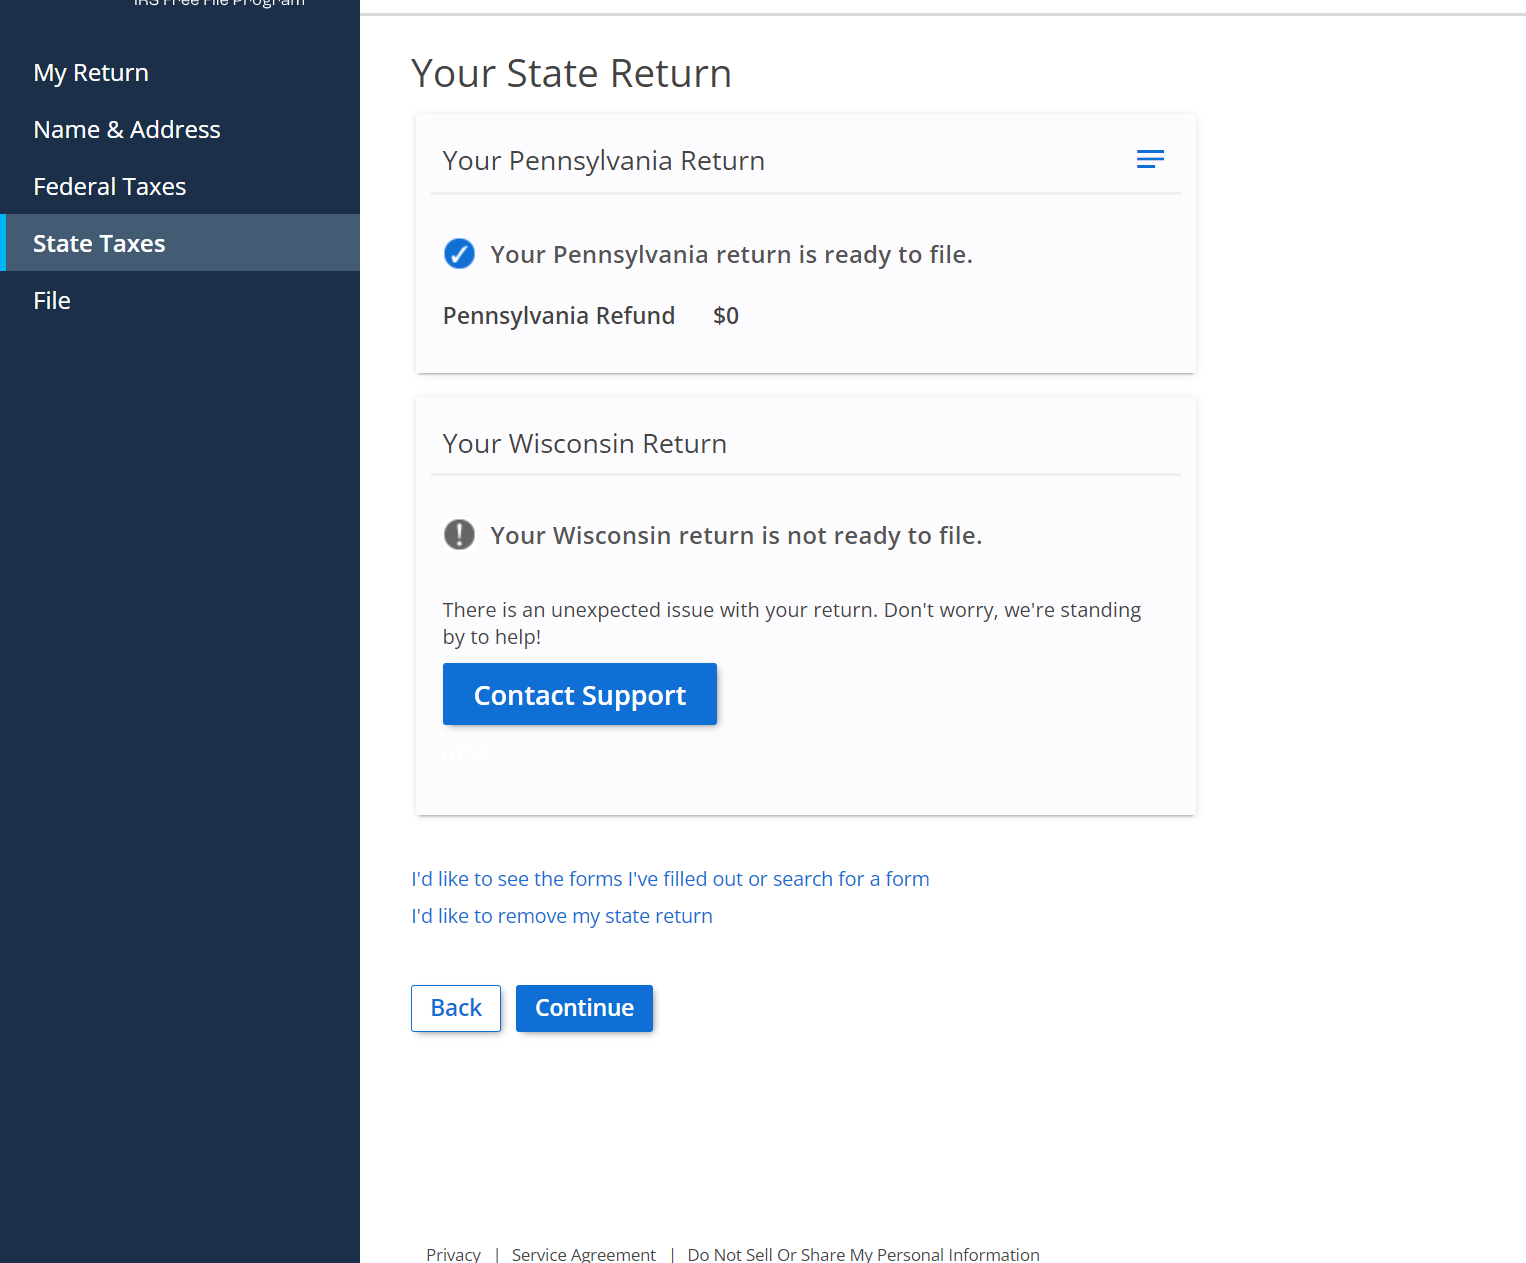 IRS Free File Program
My Return
Name & Address
Federal Taxes
State Taxes
File
Your State Return
Your Pennsylvania Return
Your Pennsylvania return is ready to file.
Pennsylvania Refund $0
Your Wisconsin Return
Your Wisconsin return is not ready to file.
There is an unexpected issue with your return. Don't worry, we're standing
by to help!
Contact Support
I'd like to see the forms I've filled out or search for a form
I'd like to remove my state return
Back Continue
Privacy | Service Agreement | Do Not Sell Or Share My Personal Information